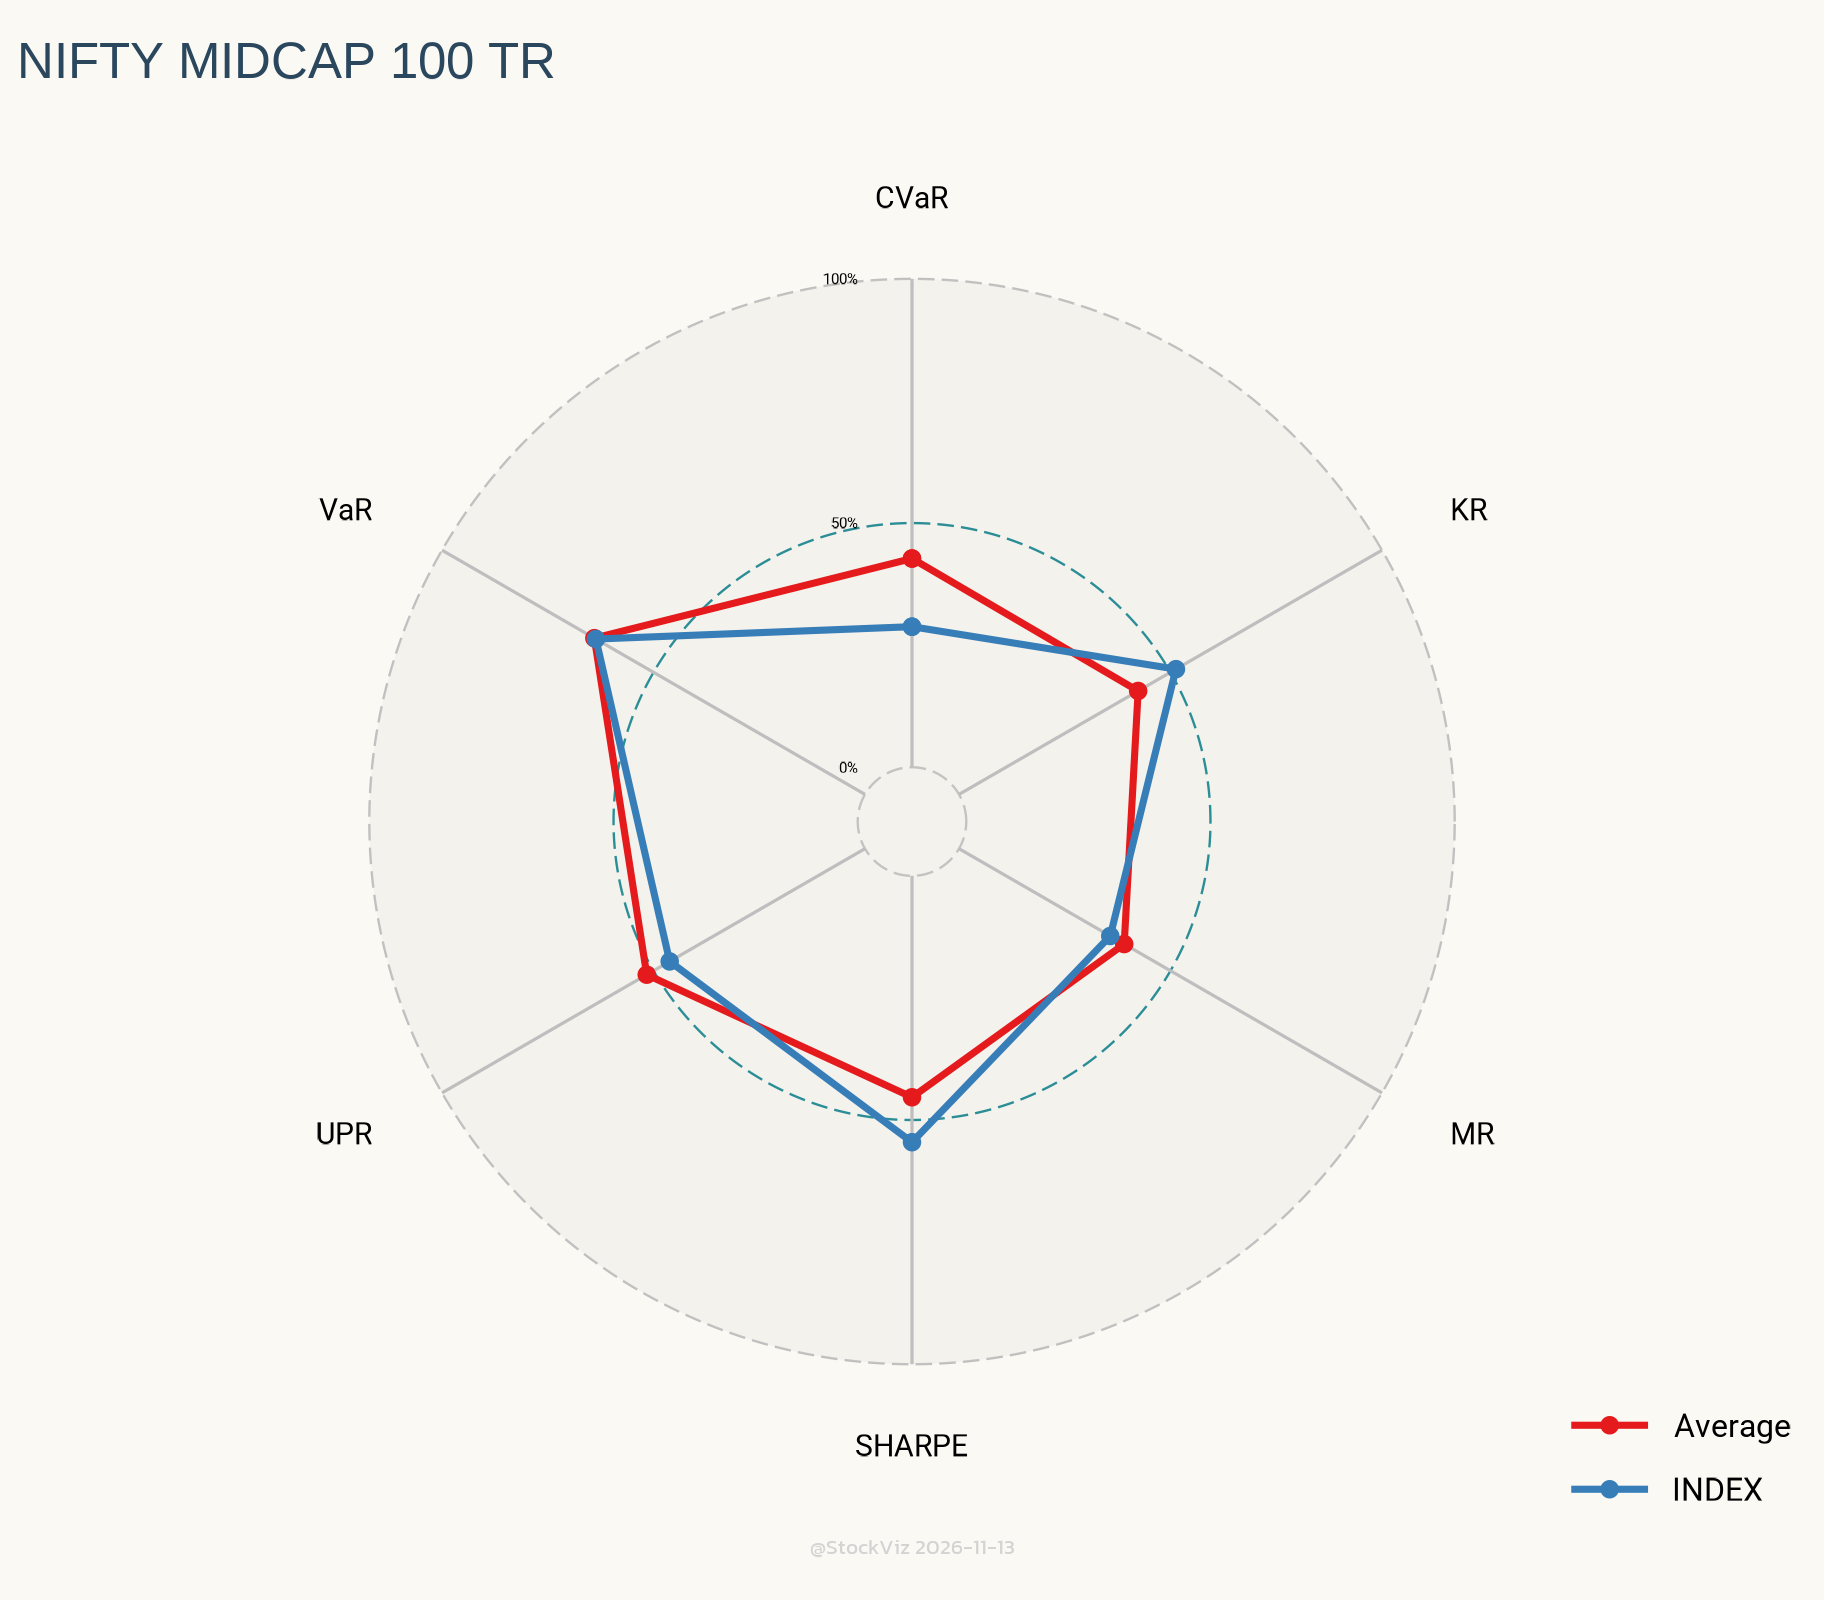 NIFTY MIDCAP 100 TR
CVaR
100%
VaR
KR
50%
0%
UPR
MR
SHARPE
Average
INDEX
@StockViz 2026-11-13